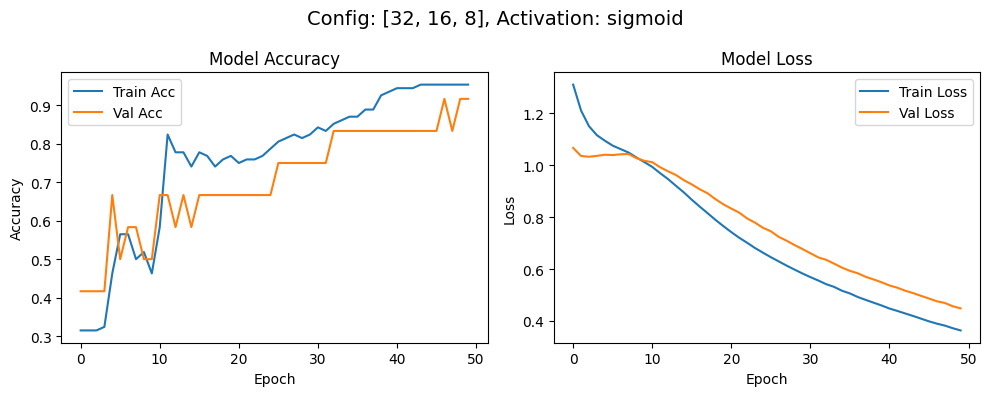 Config: [32, 16, 8], Activation: sigmoid
Model Accuracy
Train Acc
Val Acc
Accuracy
0.9
0.8
0.7
0.6
0.5
0.4
0.3
0
10
20
30
40
50
Epoch
Model Loss
Train Loss
Val Loss
Loss
1.2
1.0
0.8
0.6
0.4
0
10
20
30
40
50
Epoch